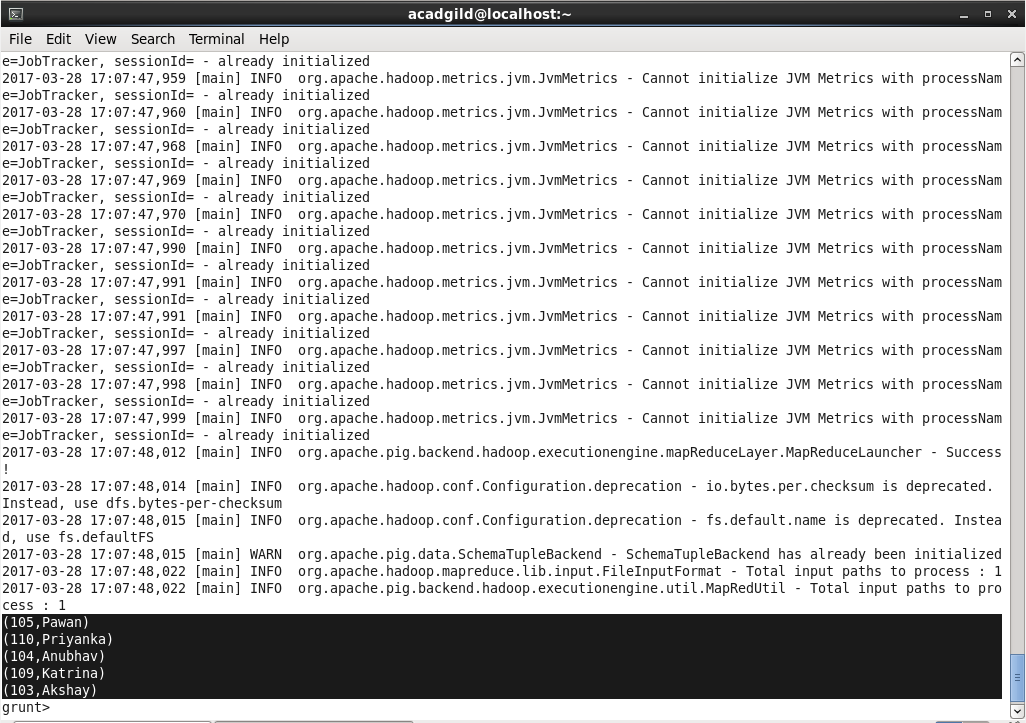 acadgild@localhost:~
File Edit View Search Terminal Help
e=JobTracker, sessionId= - already initialized
2017-03-28 17:07:47,959 [main] INFO  org.apache.hadoop.metrics.jvm.JvmMetrics - Cannot initialize JVM Metrics with processNam
e=JobTracker, sessionId= - already initialized
2017-03-28 17:07:47,960 [main] INFO  org.apache.hadoop.metrics.jvm.JvmMetrics - Cannot initialize JVM Metrics with processNam
e=JobTracker, sessionId= - already initialized
2017-03-28 17:07:47,968 [main] INFO  org.apache.hadoop.metrics.jvm.JvmMetrics - Cannot initialize JVM Metrics with processNam
e=JobTracker, sessionId= - already initialized
2017-03-28 17:07:47,969 [main] INFO  org.apache.hadoop.metrics.jvm.JvmMetrics - Cannot initialize JVM Metrics with processNam
e=JobTracker, sessionId= - already initialized
2017-03-28 17:07:47,970 [main] INFO  org.apache.hadoop.metrics.jvm.JvmMetrics - Cannot initialize JVM Metrics with processNam
e=JobTracker, sessionId= - already initialized
2017-03-28 17:07:47,990 [main] INFO  org.apache.hadoop.metrics.jvm.JvmMetrics - Cannot initialize JVM Metrics with processNam
e=JobTracker, sessionId= - already initialized
2017-03-28 17:07:47,991 [main] INFO  org.apache.hadoop.metrics.jvm.JvmMetrics - Cannot initialize JVM Metrics with processNam
e=JobTracker, sessionId= - already initialized
2017-03-28 17:07:47,991 [main] INFO  org.apache.hadoop.metrics.jvm.JvmMetrics - Cannot initialize JVM Metrics with processNam
e=JobTracker, sessionId= - already initialized
2017-03-28 17:07:47,997 [main] INFO  org.apache.hadoop.metrics.jvm.JvmMetrics - Cannot initialize JVM Metrics with processNam
e=JobTracker, sessionId= - already initialized
2017-03-28 17:07:47,998 [main] INFO  org.apache.hadoop.metrics.jvm.JvmMetrics - Cannot initialize JVM Metrics with processNam
e=JobTracker, sessionId= - already initialized
2017-03-28 17:07:47,999 [main] INFO  org.apache.hadoop.metrics.jvm.JvmMetrics - Cannot initialize JVM Metrics with processNam
e=JobTracker, sessionId= - already initialized
2017-03-28 17:07:48,012 [main] INFO  org.apache.pig.backend.hadoop.executionengine.mapReduceLayer.MapReduceLauncher - Success
!
2017-03-28 17:07:48,014 [main] INFO  org.apache.hadoop.conf.Configuration.deprecation - io.bytes.per.checksum is deprecated.
Instead, use dfs.bytes-per-checksum
2017-03-28 17:07:48,015 [main] INFO  org.apache.hadoop.conf.Configuration.deprecation - fs.default.name is deprecated. Instea
d, use fs.defaultFS
2017-03-28 17:07:48,015 [main] WARN  org.apache.pig.data.SchemaTupleBackend - SchemaTupleBackend has already been initialized
2017-03-28 17:07:48,022 [main] INFO  org.apache.hadoop.mapreduce.lib.input.FileInputFormat - Total input paths to process : 1
2017-03-28 17:07:48,022 [main] INFO  org.apache.pig.backend.hadoop.executionengine.util.MapRedUtil - Total input paths to pro
cess : 1
(105,Pawan)
(110,Priyanka)
(104,Anubhav)
(109,Katrina)
(103,Akshay)
grunt>